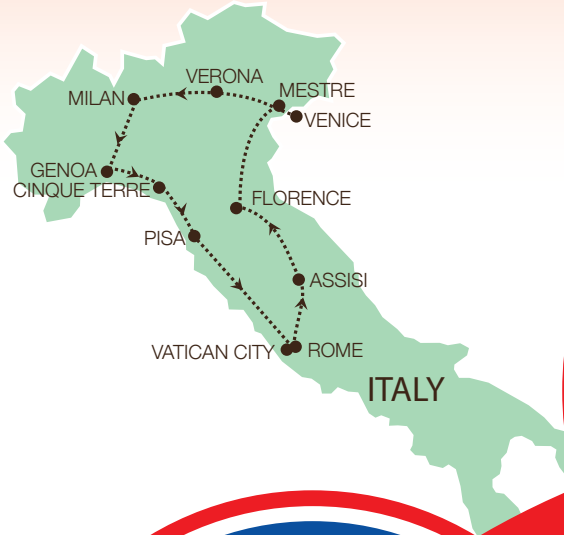 VERONA
MESTRE
MILAN
VENICE
GENOA
CINQUE TERRE
FLORENCE
PISA
ASSISI
VATICAN CITY
ROME
ITALY